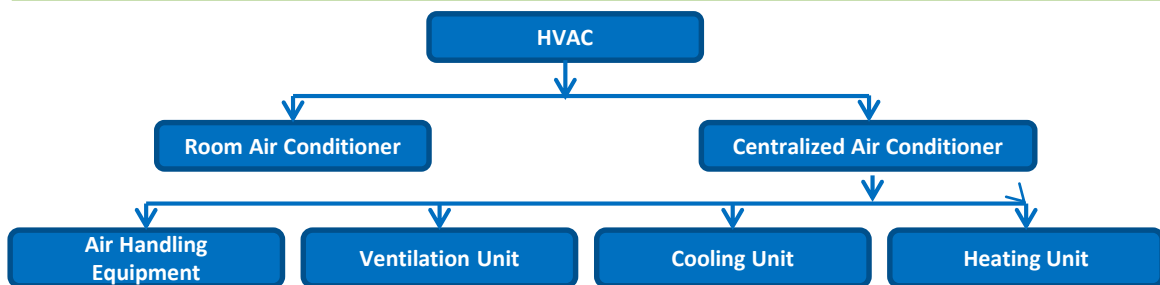 HVAC
Room Air Conditioner
Centralized Air Conditioner
Air Handling
Equipment
Ventilation Unit
Cooling Unit
Heating Unit